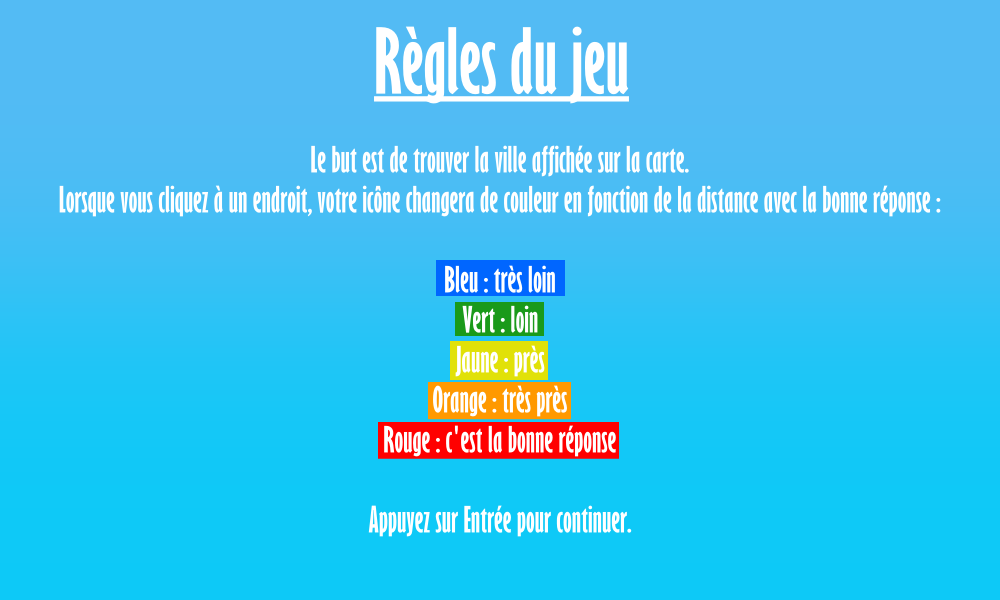 Règles du jeu
Le but est de trouver la ville affichée sur la carte.
Lorsque vous cliquez à un endroit, votre icône changera de couleur en fonction de la distance avec la bonne réponse :
Bleu : très loin
Vert : loin
Jaune : près
Orange : très près
Rouge : c'est la bonne réponse
Appuyez sur Entrée pour continuer.